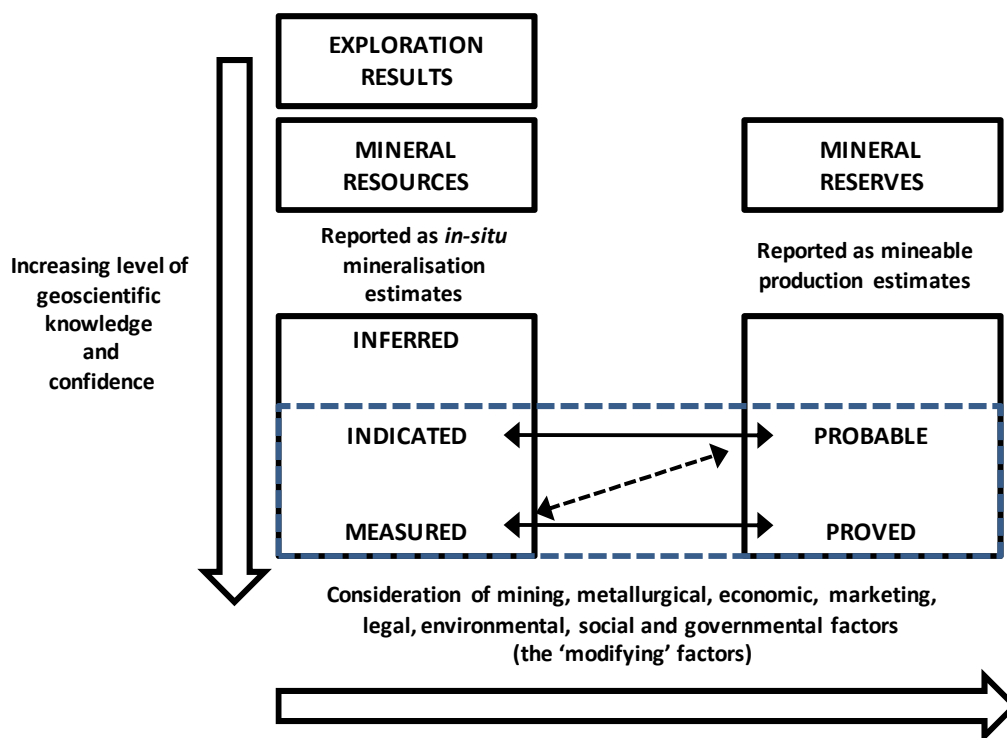 EXPLORATION
RESULTS
MINERAL
RESOURCES
MINERAL
RESERVES
Reported as in-situ
mineralisation
estimates
Reported as mineable
production estimates
Increasing level of
geoscientific
knowledge
and
confidence
INFERRED
INDICATED
PROBABLE
MEASURED
PROVED
Consideration of mining, metallurgical, economic, marketing,
legal, environmental, social and governmental factors
(the ‘modifying’ factors)